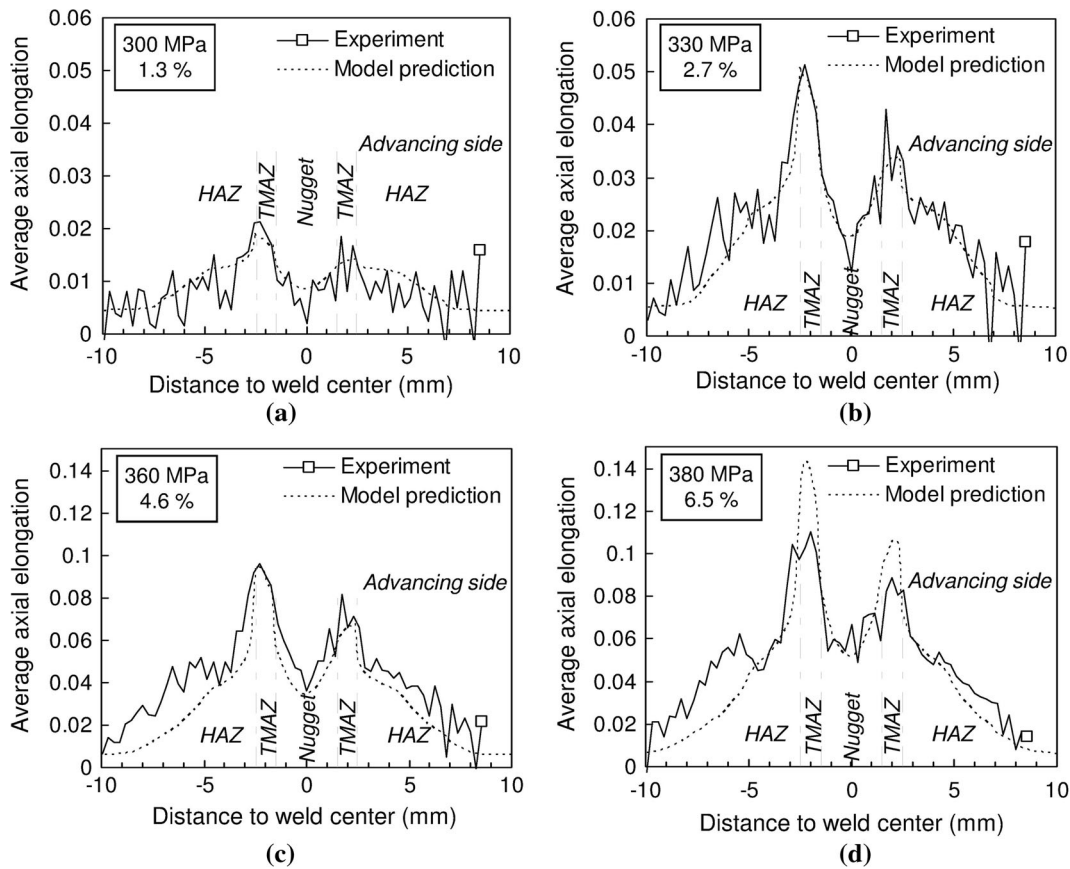 0.06
0.05
0.04
0.03
0.02
0.01
0
Average axial elongation
300 MPa
1.3 %
Experiment
Model prediction
Advancing side
HAZ
TMAZ
Nugget
TMAZ
HAZ
-10 -5 0 5 10
Distance to weld center (mm)
(a)
0.06
0.05
0.04
0.03
0.02
0.01
0
Average axial elongation
330 MPa
2.7 %
Experiment
Model prediction
Advancing side
HAZ
TMAZ
Nugget
TMAZ
HAZ
-10 -5 0 5 10
Distance to weld center (mm)
(b)
0.14
0.12
0.1
0.08
0.06
0.04
0.02
0
Average axial elongation
360 MPa
4.6 %
Experiment
Model prediction
Advancing side
HAZ
TMAZ
Nugget
TMAZ
HAZ
-10 -5 0 5 10
Distance to weld center (mm)
(c)
0.14
0.12
0.1
0.08
0.06
0.04
0.02
0
Average axial elongation
380 MPa
6.5 %
Experiment
Model prediction
Advancing side
HAZ
TMAZ
Nugget
TMAZ
HAZ
-10 -5 0 5 10
Distance to weld center (mm)
(d)